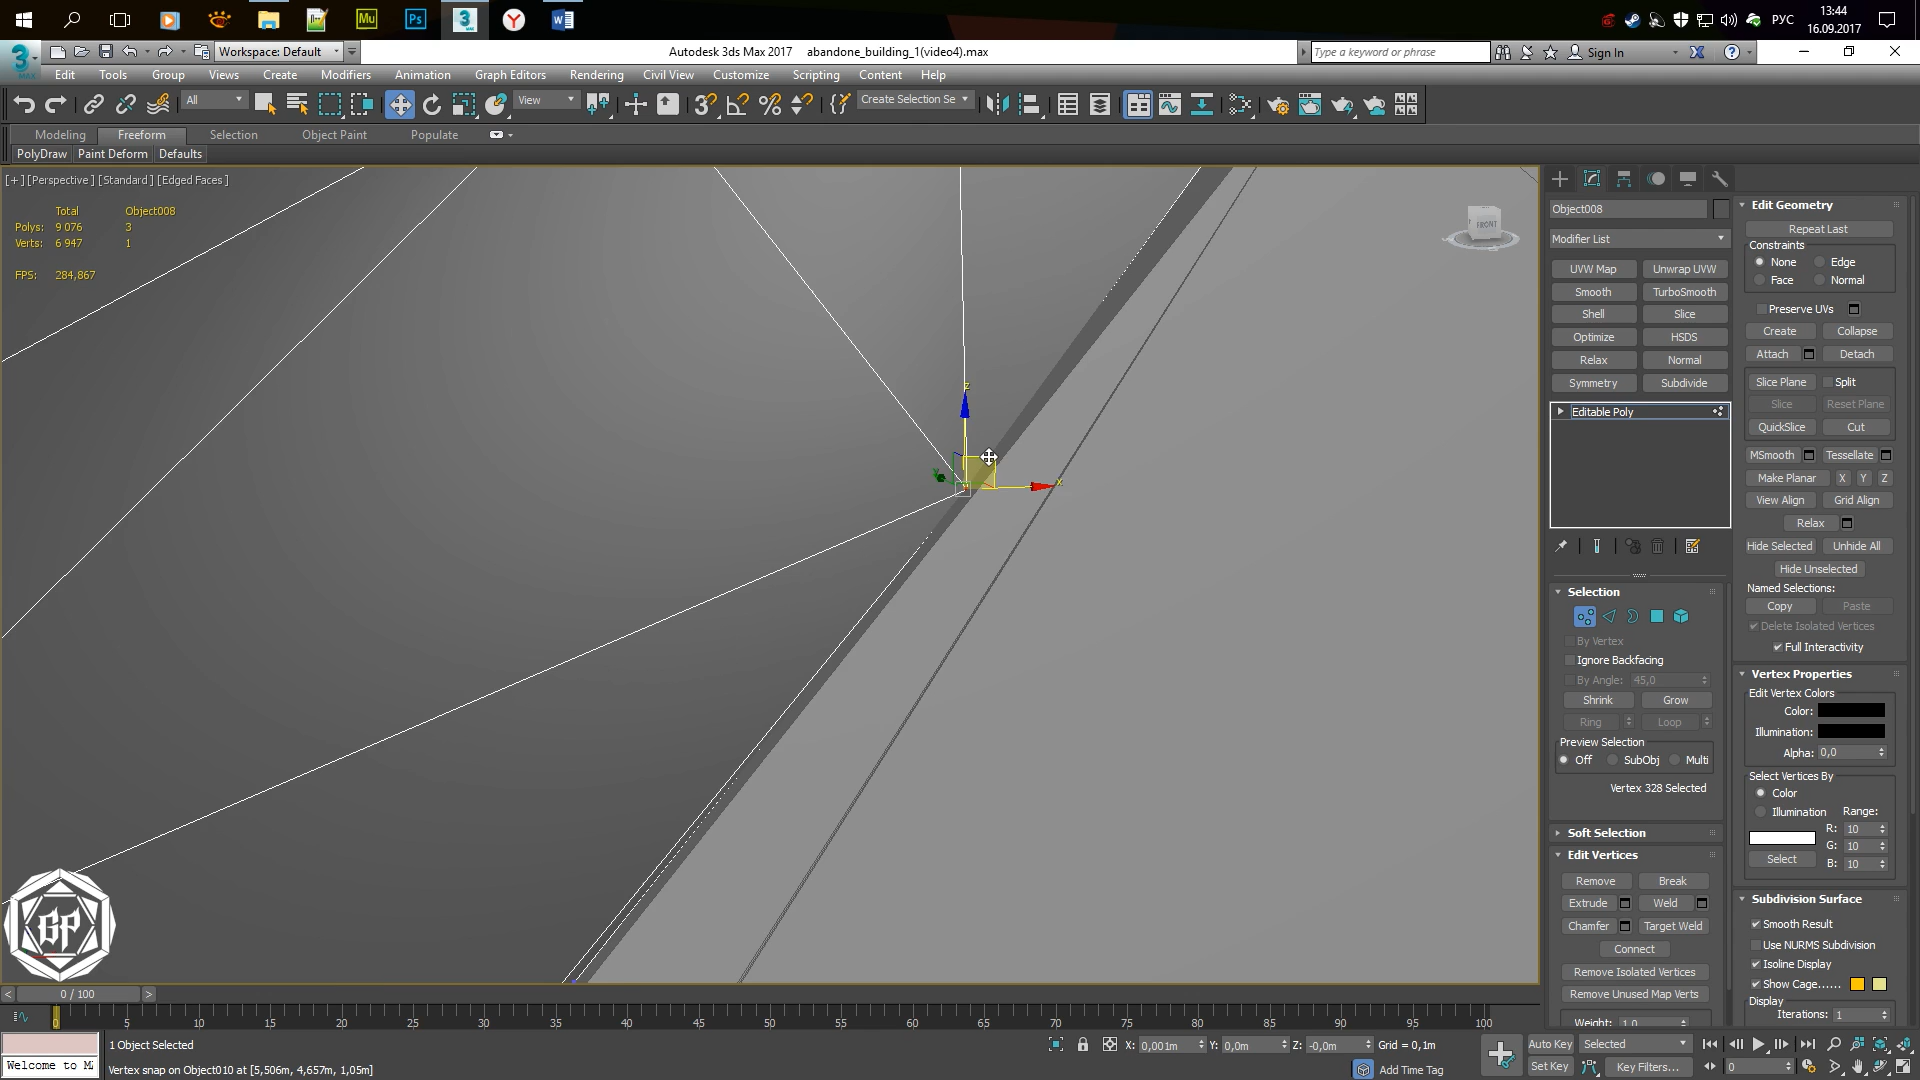 РУС
13:44
16.09.2017
Mu
Ps
3
MAX
Workspace: Default
Autodesk 3ds Max 2017 abandone_building_1(video4).max
Type a keyword or phrase
Sign In
Edit Tools Group Views Create Modifiers Animation Graph Editors Rendering Civil View Customize Scripting Content Help
All
View
Create Selection Se
Modeling Freeform Selection Object Paint Populate
PolyDraw Paint Deform Defaults
[+][Perspective][Standard][Edged Faces]
Total Object008
Polys: 9 076 3
Verts: 6 947 1
FPS: 284,867
FRONT
z
x
y
GP
Object008
Modifier List
UVW Map Unwrap UVW
Smooth TurboSmooth
Shell Slice
Optimize HSDS
Relax Normal
Symmetry Subdivide
Editable Poly
Selection
By Vertex
Ignore Backfacing
By Angle: 45,0
Shrink Grow
Ring Loop
Preview Selection
Off SubObj Multi
Vertex 328 Selected
Soft Selection
Edit Vertices
Remove Break
Extrude Weld
Chamfer Target Weld
Connect
Remove Isolated Vertices
Remove Unused Map Verts
Weight: 1,0
Edit Geometry
Repeat Last
Constraints
None Edge
Face Normal
Preserve UVs
Create Collapse
Attach Detach
Slice Plane Split
Slice Reset Plane
QuickSlice Cut
MSmooth Tessellate
Make Planar X Y Z
View Align Grid Align
Relax
Hide Selected Unhide All
Hide Unselected
Named Selections:
Copy Paste
Delete Isolated Vertices
Full Interactivity
Vertex Properties
Edit Vertex Colors
Color:
Illumination:
Alpha: 0,0
Select Vertices By
Color
Illumination Range:
R: 10
G: 10
B: 10
Select
Subdivision Surface
Smooth Result
Use NURMS Subdivision
Isoline Display
Show Cage......
Display
Iterations: 1
< 0 / 100 >
0 5 10 15 20 25 30 35 40 45 50 55 60 65 70 75 80 85 90 95 100
1 Object Selected
X: 0,001m Y: 0,0m Z: -0,0m Grid = 0,1m
Auto Key Selected
Welcome to M
Vertex snap on Object010 at [5,506m, 4,657m, 1,05m]
Add Time Tag
Set Key Key Filters...
0